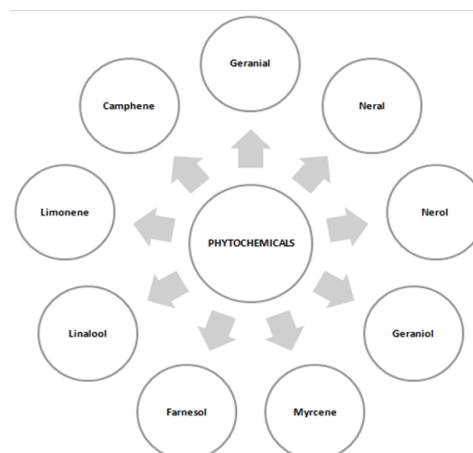 Geranial
Camphene
Neral
Limonene
Nerol
PHYTOCHEMICALS
Linalool
Geraniol
Farnesol
Myrcene